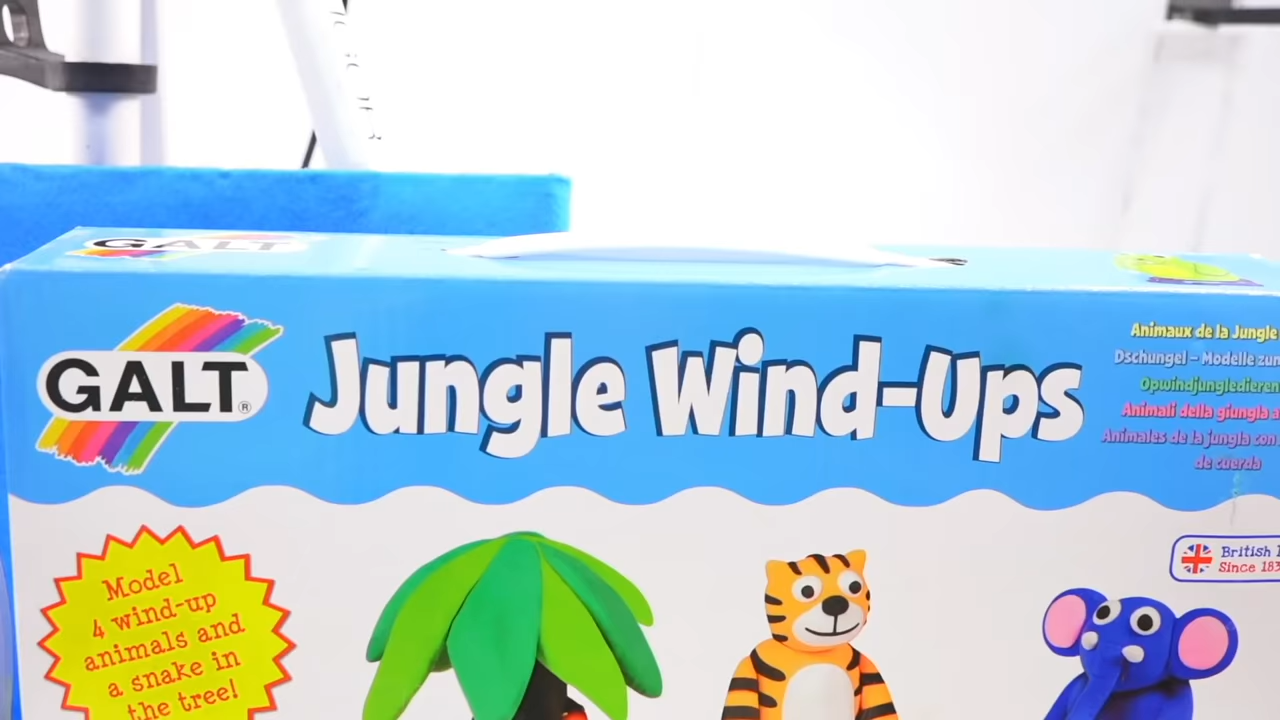 GALT
GALT®
Jungle Wind-Ups
Animaux de la Jungle
Dschungel – Modelle zum
Opwindjungledieren
Animali della giungla a
Animales de la jungla con
de cuerda
British
Since 183
Model
4 wind-up
animals and
a snake in
the tree!